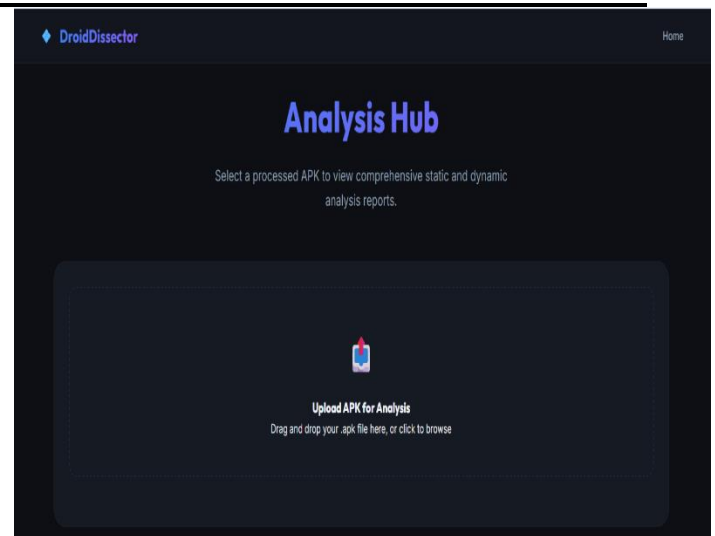 DroidDissector
Home
Analysis Hub
Select a processed APK to view comprehensive static and dynamic
analysis reports.
Upload APK for Analysis
Drag and drop your .apk file here, or click to browse